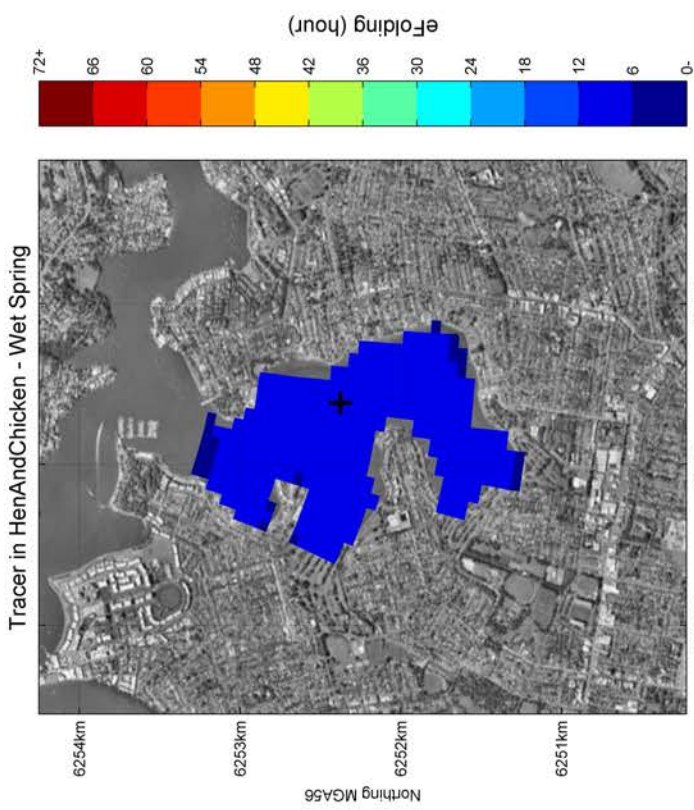 Tracer in HenAndChicken - Wet Spring
6254km
6253km
6252km
6251km
Northing MGA56
72+
66
60
54
48
42
36
30
24
18
12
6
0-
eFolding (hour)